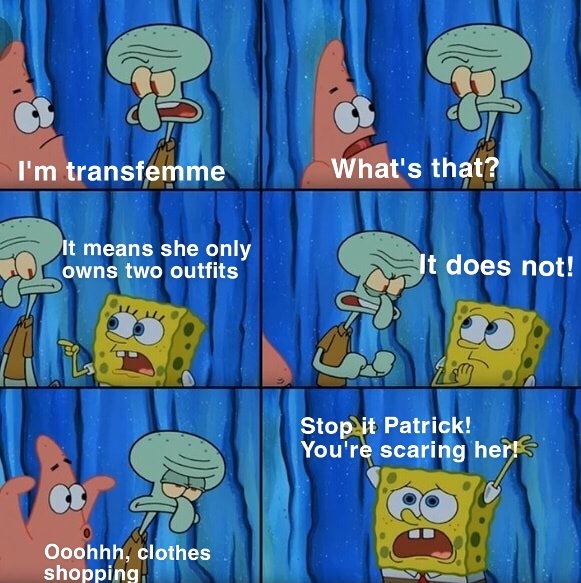 I'm transfemme
What's that?
It means she only
owns two outfits
It does not!
Ooohhh, clothes
shopping
Stop it Patrick!
You're scaring her!